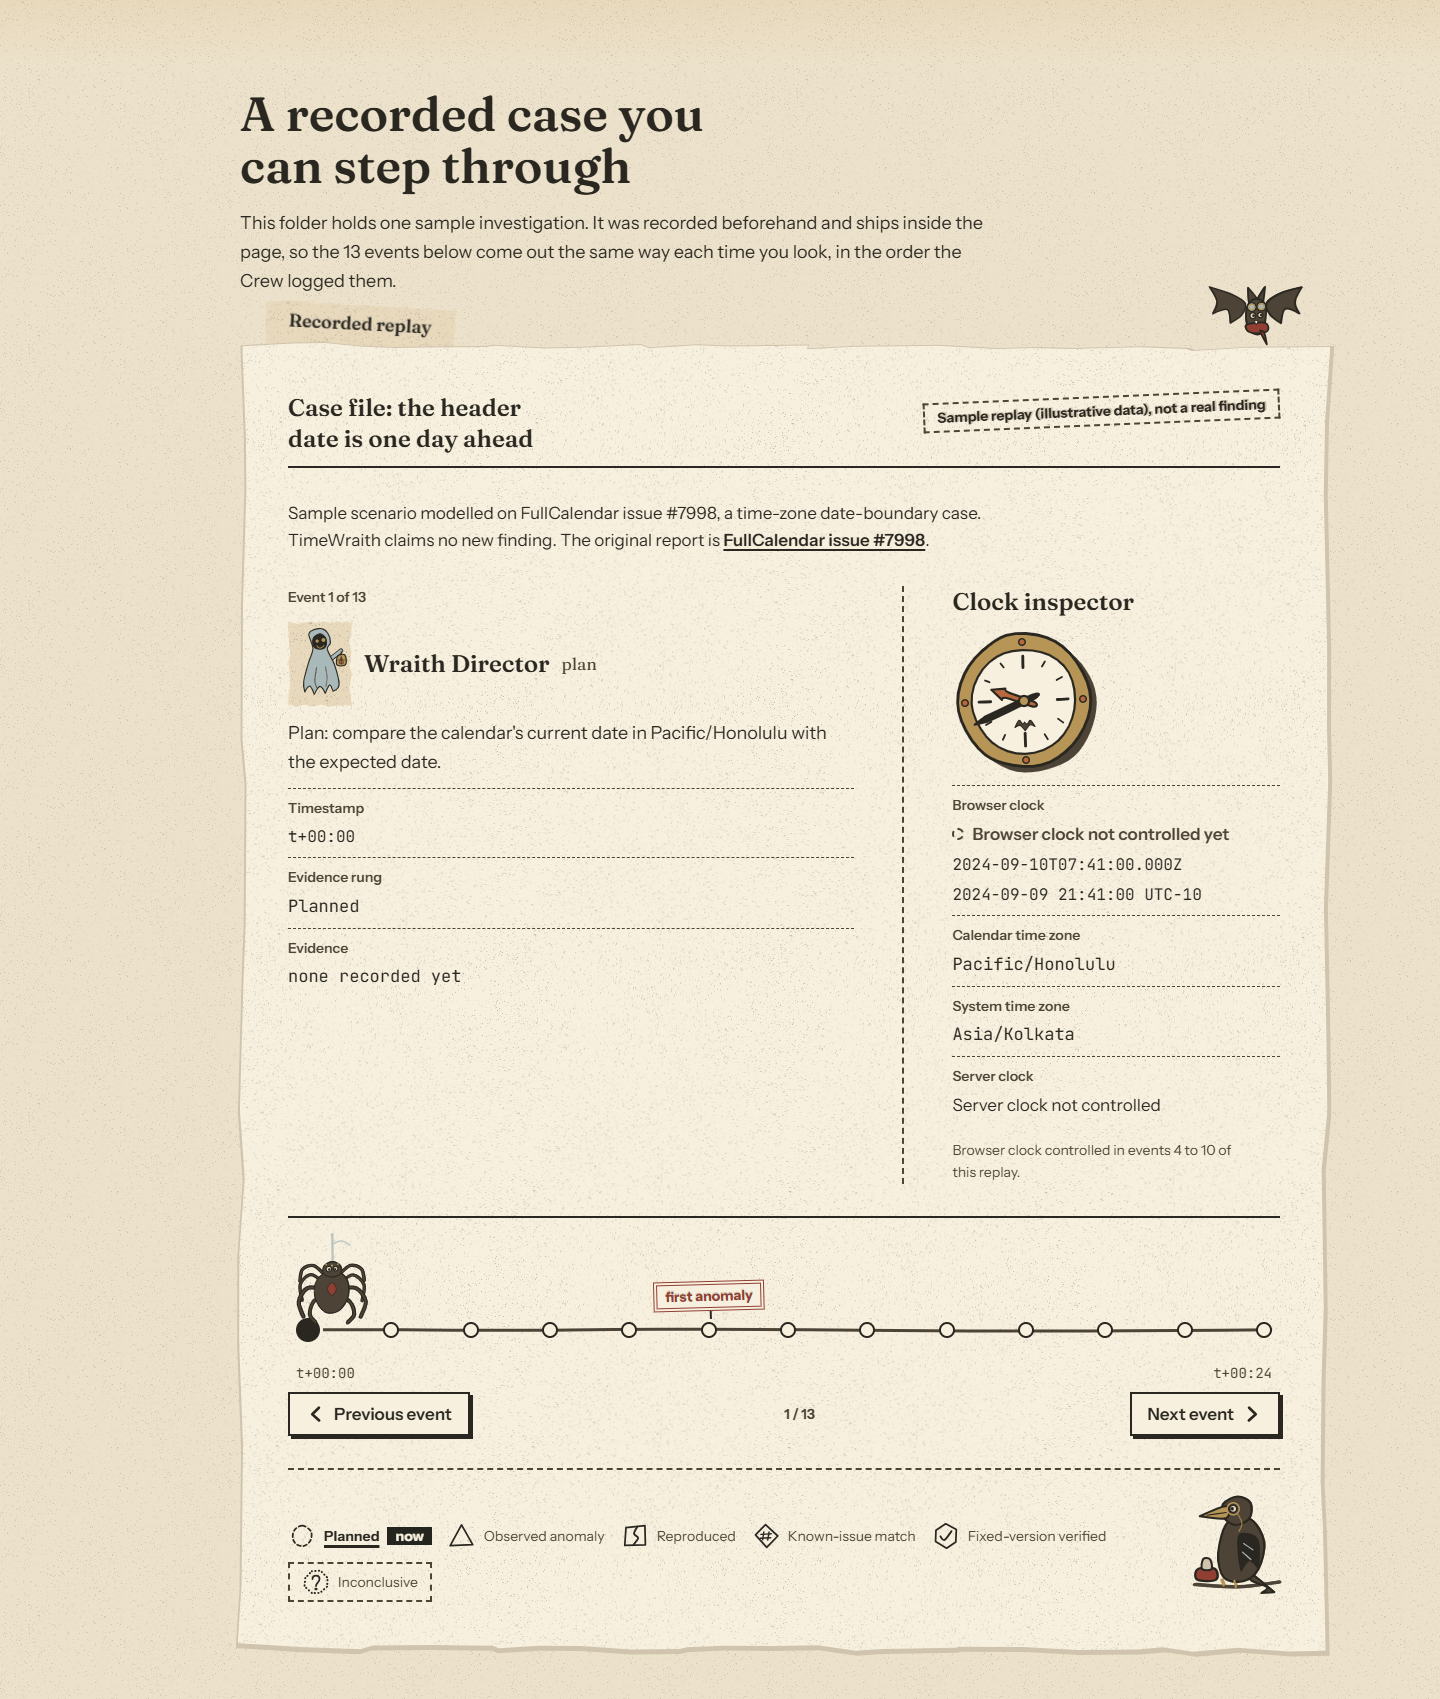 A recorded case you
can step through
This folder holds one sample investigation. It was recorded beforehand and ships inside the
page, so the 13 events below come out the same way each time you look, in the order the
Crew logged them.
Recorded replay
Case file: the header
date is one day ahead
Sample replay (illustrative data), not a real finding
Sample scenario modelled on FullCalendar issue #7998, a time-zone date-boundary case.
TimeWraith claims no new finding. The original report is FullCalendar issue #7998.
Event 1 of 13
Wraith Director plan
Plan: compare the calendar's current date in Pacific/Honolulu with
the expected date.
Timestamp
t+00:00
Evidence rung
Planned
Evidence
none recorded yet
Clock inspector
Browser clock
Browser clock not controlled yet
2024-09-10T07:41:00.000Z
2024-09-09 21:41:00 UTC-10
Calendar time zone
Pacific/Honolulu
System time zone
Asia/Kolkata
Server clock
Server clock not controlled
Browser clock controlled in events 4 to 10 of
this replay.
first anomaly
t+00:00
t+00:24
Previous event
1 / 13
Next event
Planned now
Observed anomaly
Reproduced
#
Known-issue match
Fixed-version verified
?
Inconclusive